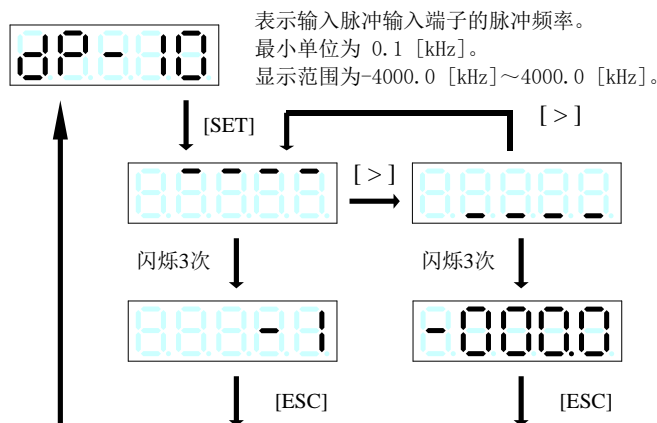 表示输入脉冲输入端子的脉冲频率。
最小单位为 0.1 [kHz]。
显示范围为-4000.0 [kHz]～4000.0 [kHz]。
dP-10
[SET]
[ > ]
- - - -
[ > ]
_ _ _ _
闪烁3次
闪烁3次
-1
-000.0
[ESC]
[ESC]